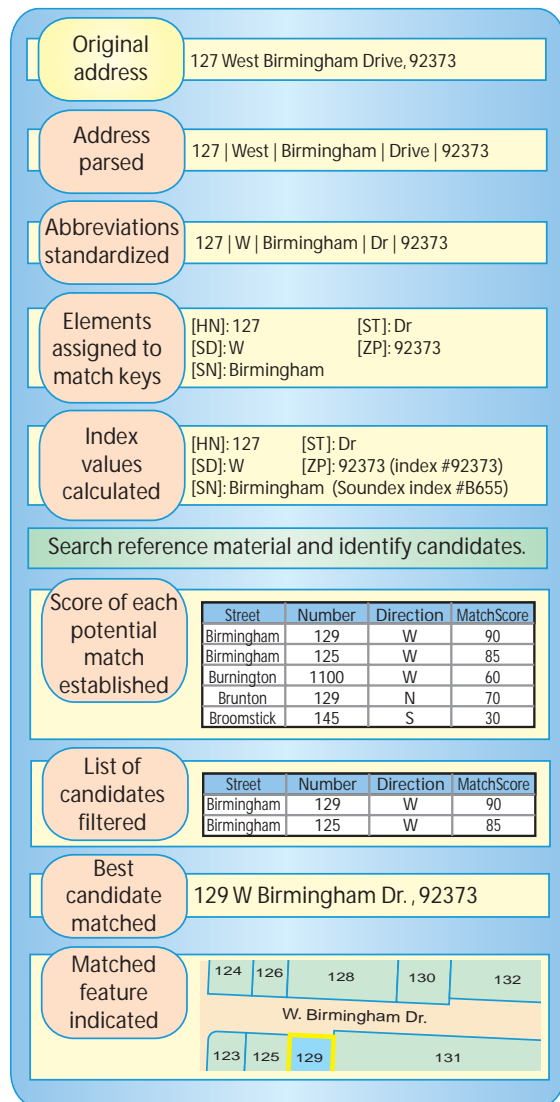 Original
address
127 West Birmingham Drive, 92373
Address
parsed
127 | West | Birmingham | Drive | 92373
Abbreviations
standardized
127 | W | Birmingham | Dr | 92373
Elements
assigned to
match keys
[HN]: 127 [ST]: Dr
[SD]: W [ZP]: 92373
[SN]: Birmingham
Index
values
calculated
[HN]: 127 [ST]: Dr
[SD]: W [ZP]: 92373 (index #92373)
[SN]: Birmingham (Soundex index #B655)
Search reference material and identify candidates.
Score of each
potential
match
established
Street Number Direction MatchScore
Birmingham 129 W 90
Birmingham 125 W 85
Burnington 1100 W 60
Brunton 129 N 70
Broomstick 145 S 30
List of
candidates
filtered
Street Number Direction MatchScore
Birmingham 129 W 90
Birmingham 125 W 85
Best
candidate
matched
129 W Birmingham Dr. , 92373
Matched
feature
indicated
124 126 128 130 132
W. Birmingham Dr.
123 125 129 131